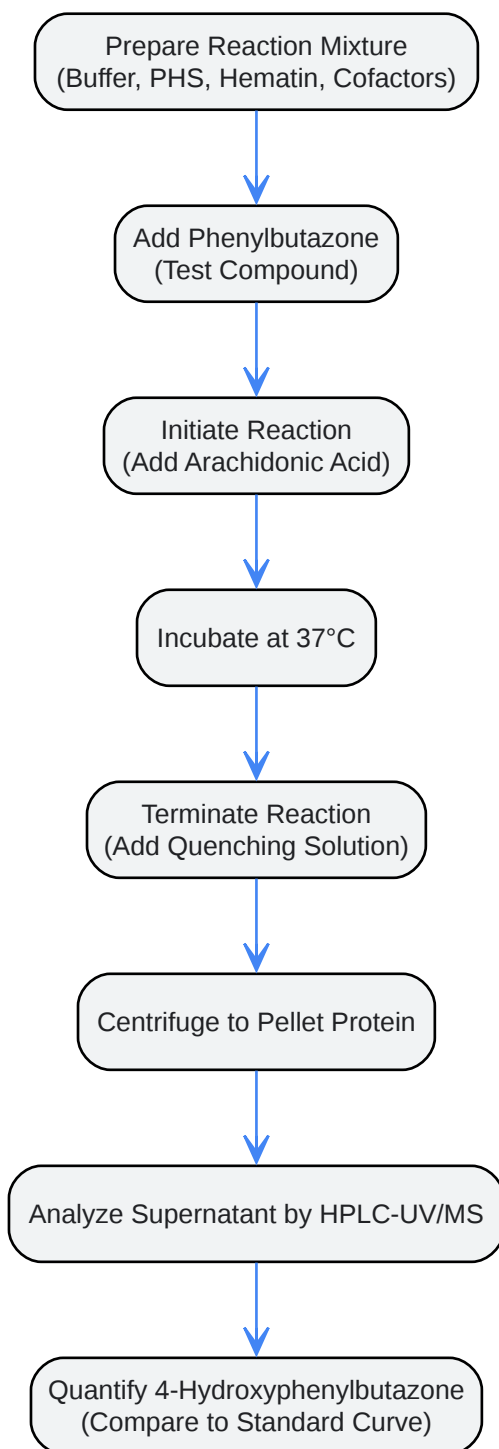 Prepare Reaction Mixture
(Buffer, PHS, Hematin, Cofactors)
Add Phenylbutazone
(Test Compound)
Initiate Reaction
(Add Arachidonic Acid)
Incubate at 37°C
Terminate Reaction
(Add Quenching Solution)
Centrifuge to Pellet Protein
Analyze Supernatant by HPLC-UV/MS
Quantify 4-Hydroxyphenylbutazone
(Compare to Standard Curve)